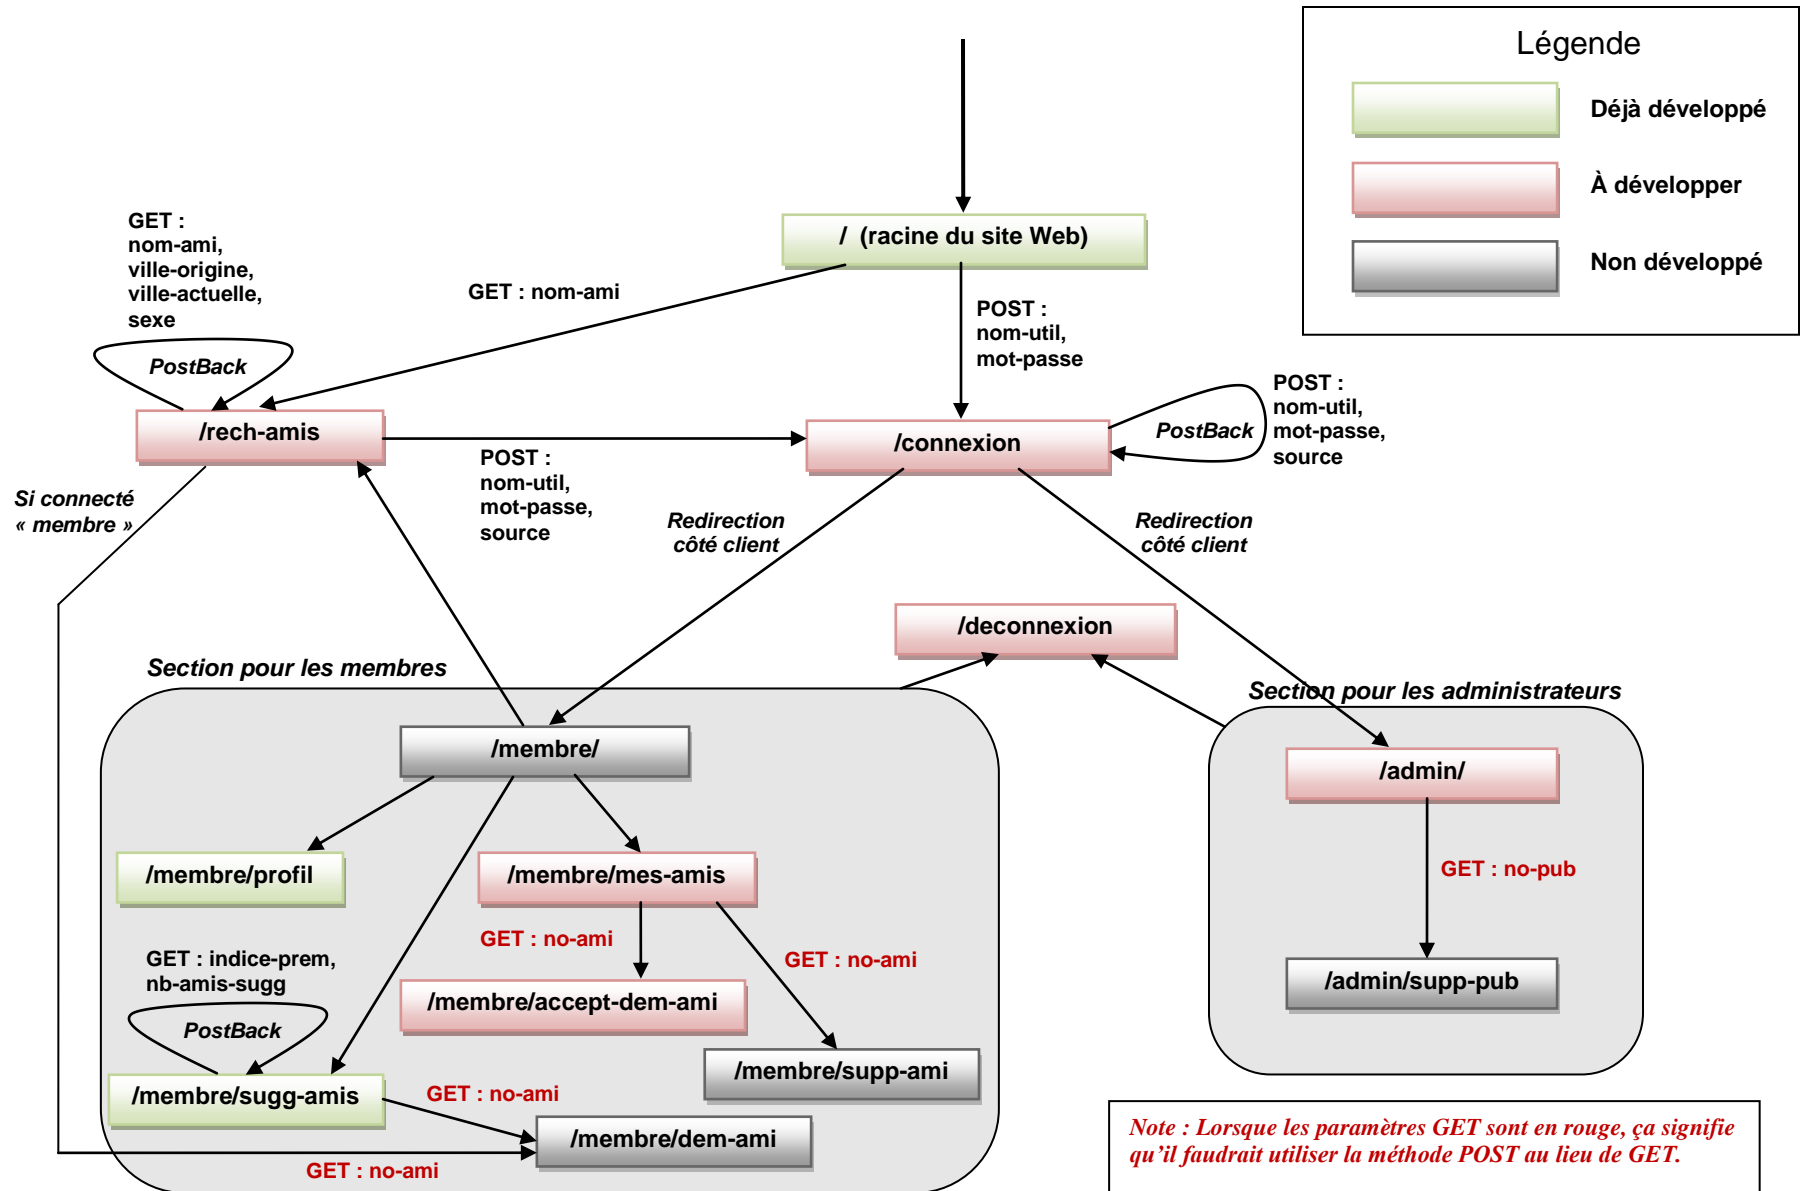 Légende
Déjà développé
À développer
Non développé
/ (racine du site Web)
GET :
nom-ami,
ville-origine,
ville-actuelle,
sexe
PostBack
GET : nom-ami
POST :
nom-util,
mot-passe
/rech-amis
/connexion
PostBack
POST :
nom-util,
mot-passe,
source
POST :
nom-util,
mot-passe,
source
Si connecté
« membre »
Redirection
côté client
Redirection
côté client
/deconnexion
Section pour les membres
Section pour les administrateurs
/membre/
/admin/
/membre/profil
/membre/mes-amis
GET : no-pub
GET : no-ami
GET : no-ami
GET : indice-prem,
nb-amis-sugg
PostBack
/membre/accept-dem-ami
/admin/supp-pub
/membre/supp-ami
/membre/sugg-amis
GET : no-ami
/membre/dem-ami
GET : no-ami
Note : Lorsque les paramètres GET sont en rouge, ça signifie
qu'il faudrait utiliser la méthode POST au lieu de GET.